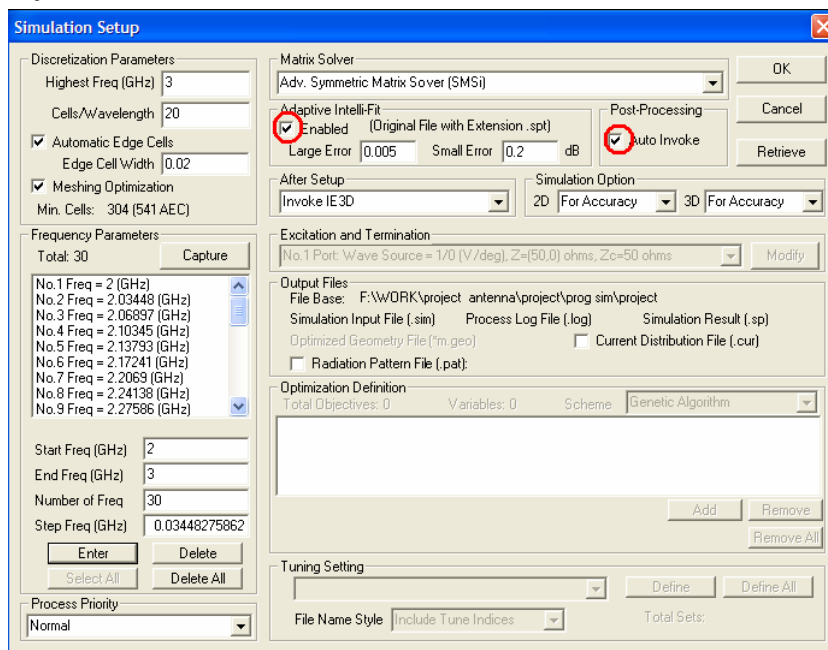 Simulation Setup
Discretization Parameters
Highest Freq (GHz) 3
Cells/Wavelength 20
Automatic Edge Cells
Edge Cell Width 0.02
Meshing Optimization
Min. Cells: 304 (541 AEC)
Frequency Parameters
Total: 30 Capture
No.1 Freq = 2 (GHz)
No.2 Freq = 2.03448 (GHz)
No.3 Freq = 2.06897 (GHz)
No.4 Freq = 2.10345 (GHz)
No.5 Freq = 2.13793 (GHz)
No.6 Freq = 2.17241 (GHz)
No.7 Freq = 2.2069 (GHz)
No.8 Freq = 2.24138 (GHz)
No.9 Freq = 2.27586 (GHz)
Start Freq (GHz) 2
End Freq (GHz) 3
Number of Freq 30
Step Freq (GHz) 0.03448275862
Enter Delete
Select All Delete All
Process Priority
Normal
Matrix Solver
Adv. Symmetric Matrix Sover (SMSi)
Adaptive Intelli-Fit
Enabled (Original File with Extension .spt)
Large Error 0.005 Small Error 0.2 dB
Post-Processing
Auto Invoke
OK
Cancel
Retrieve
After Setup
Invoke IE3D
Simulation Option
2D For Accuracy 3D For Accuracy
Excitation and Termination
No.1 Port: Wave Source = 1/0 (V/deg), Z=(50,0) ohms, Zc=50 ohms Modify
Output Files
File Base: F:\WORK\project antenna\project\prog sim\project
Simulation Input File (.sim) Process Log File (.log) Simulation Result (.sp)
Optimized Geometry File (*m.geo) Current Distribution File (.cur)
Radiation Pattern File (.pat):
Optimization Definition
Total Objectives: 0 Variables: 0 Scheme Genetic Algorithm
Add Remove
Remove All
Tuning Setting
Define Define All
File Name Style Include Tune Indices Total Sets: